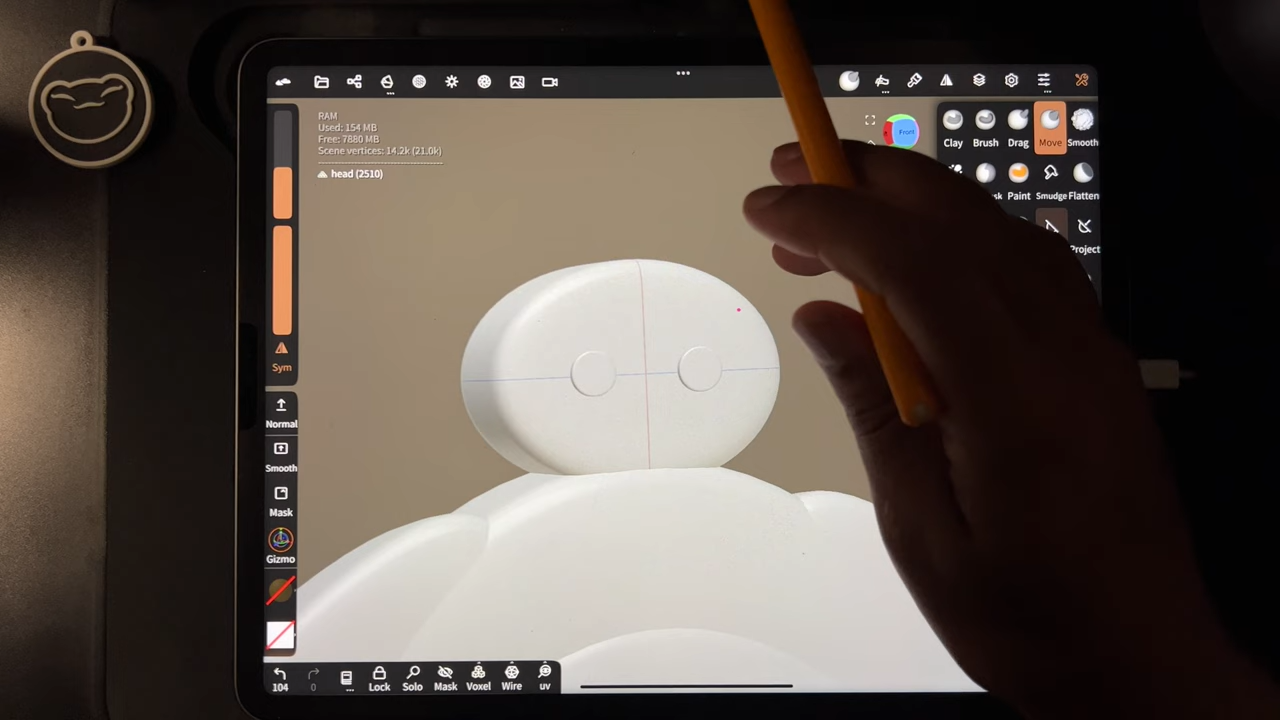 RAM
Used: 154 MB
Free: 7880 MB
Scene vertices: 14.2k (21.0k)
head (2510)
Front
Clay
Brush
Drag
Move
Smooth
sk
Paint
Smudge
Flatten
Project
Sym
Normal
Smooth
Mask
Gizmo
104
0
Lock
Solo
Mask
Voxel
Wire
uv